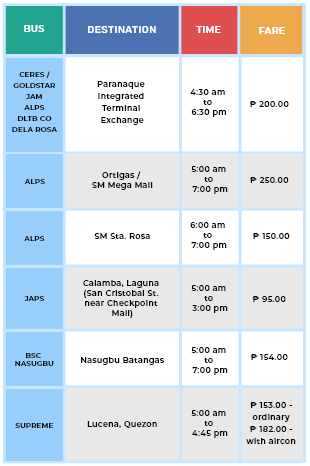 BUS DESTINATION TIME FARE
CERES /
GOLDSTAR
JAM
ALPS
DLTB CO
DELA ROSA
Paranaque
Integrated
Terminal
Exchange
4:30 am
to
6:30 pm
₱ 200.00
ALPS
Ortigas /
SM Mega Mall
5:00 am
to
7:00 pm
₱ 250.00
ALPS
SM Sta. Rosa
6:00 am
to
7:00 pm
₱ 150.00
JAPS
Calamba, Laguna
(San Cristobal St.
near Checkpoint
Mall)
5:00 am
to
3:00 pm
₱ 95.00
BSC
NASUGBU
Nasugbu Batangas
5:00 am
to
7:00 pm
₱ 154.00
SUPREME
Lucena, Quezon
5:00 am
to
4:45 pm
₱ 153.00 -
ordinary
₱ 182.00 -
with aircon